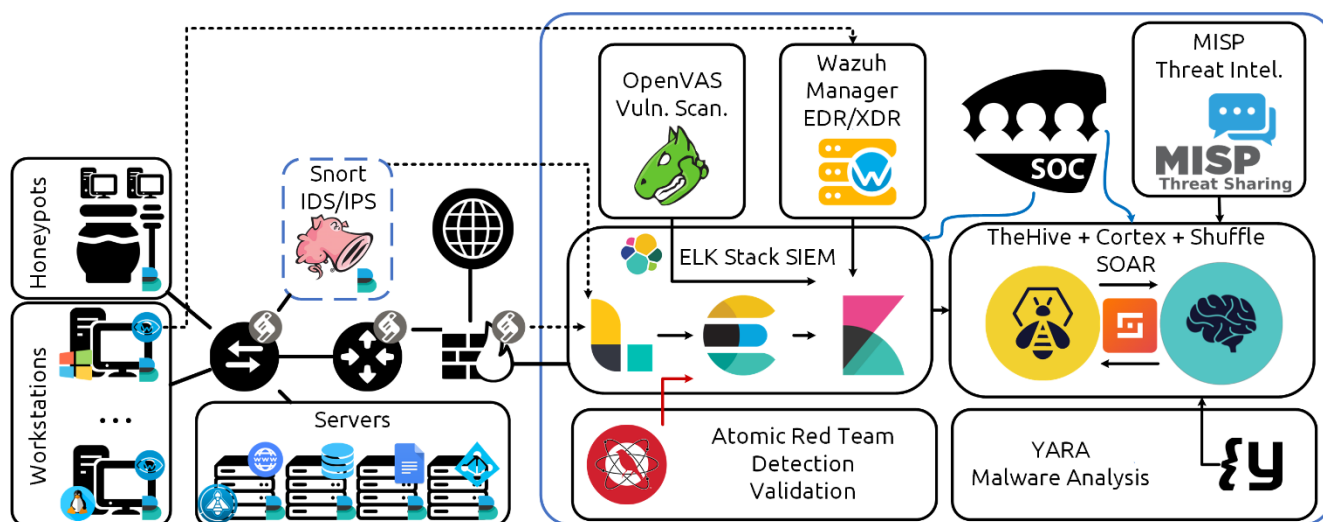 Honeypots
Workstations
...
Snort
IDS/IPS
Servers
www
OpenVAS
Vuln. Scan.
Wazuh
Manager
EDR/XDR
W
SOC
MISP
Threat Intel.
MISP
Threat Sharing
ELK Stack SIEM
TheHive + Cortex + Shuffle
SOAR
Atomic Red Team
Detection
Validation
YARA
Malware Analysis
{y